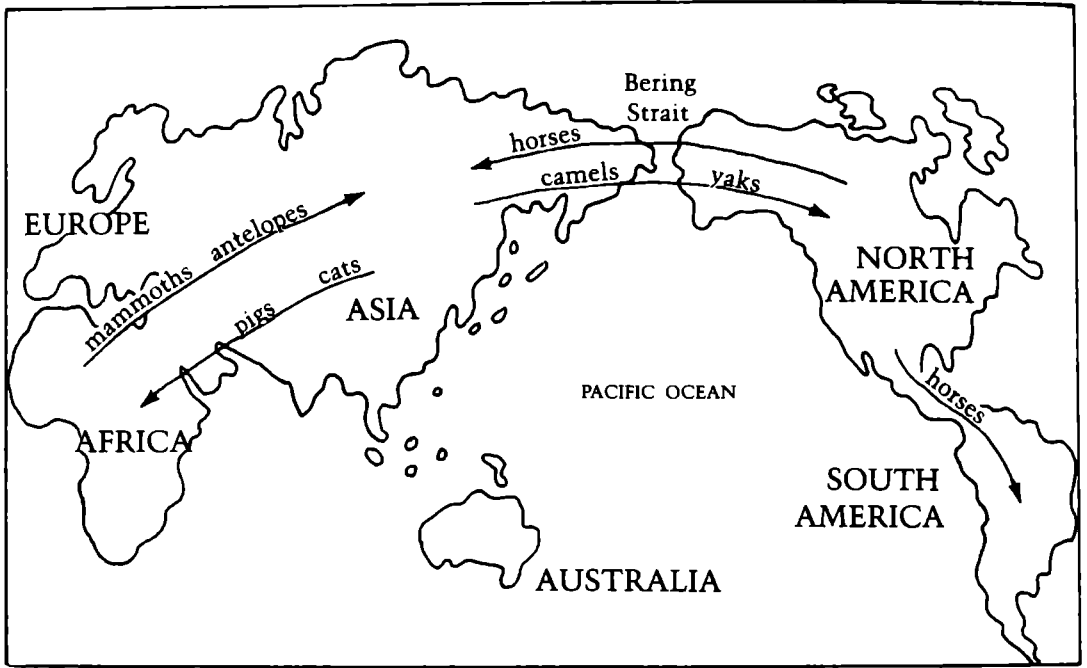 Bering
Strait
horses
camels
yaks
EUROPE
mammoths antelopes
pigs cats
ASIA
NORTH
AMERICA
PACIFIC OCEAN
horses
AFRICA
SOUTH
AMERICA
AUSTRALIA